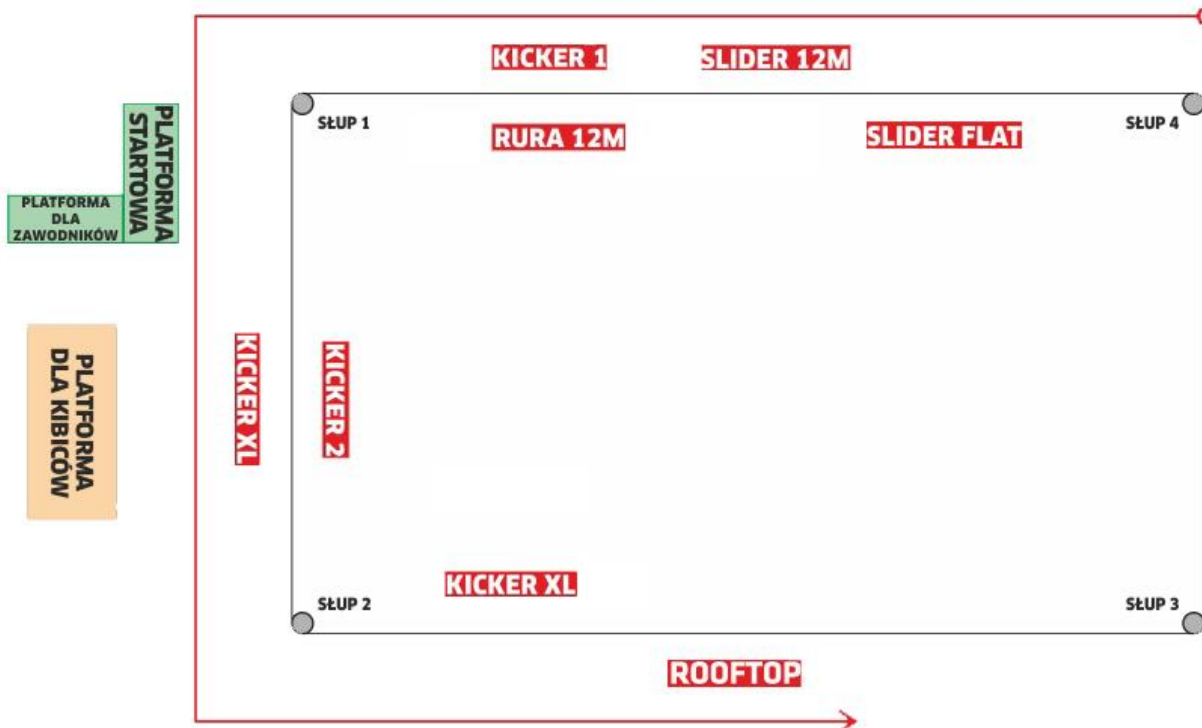 KICKER 1
SLIDER 12M
PLATFORMA
STARTOWA
SŁUP 1
RURA 12M
SLIDER FLAT
SŁUP 4
PLATFORMA
DLA
ZAWODNIKÓW
PLATFORMA
DLA KIBICÓW
KICKER XL
KICKER 2
KICKER XL
SŁUP 2
SŁUP 3
ROOFTOP